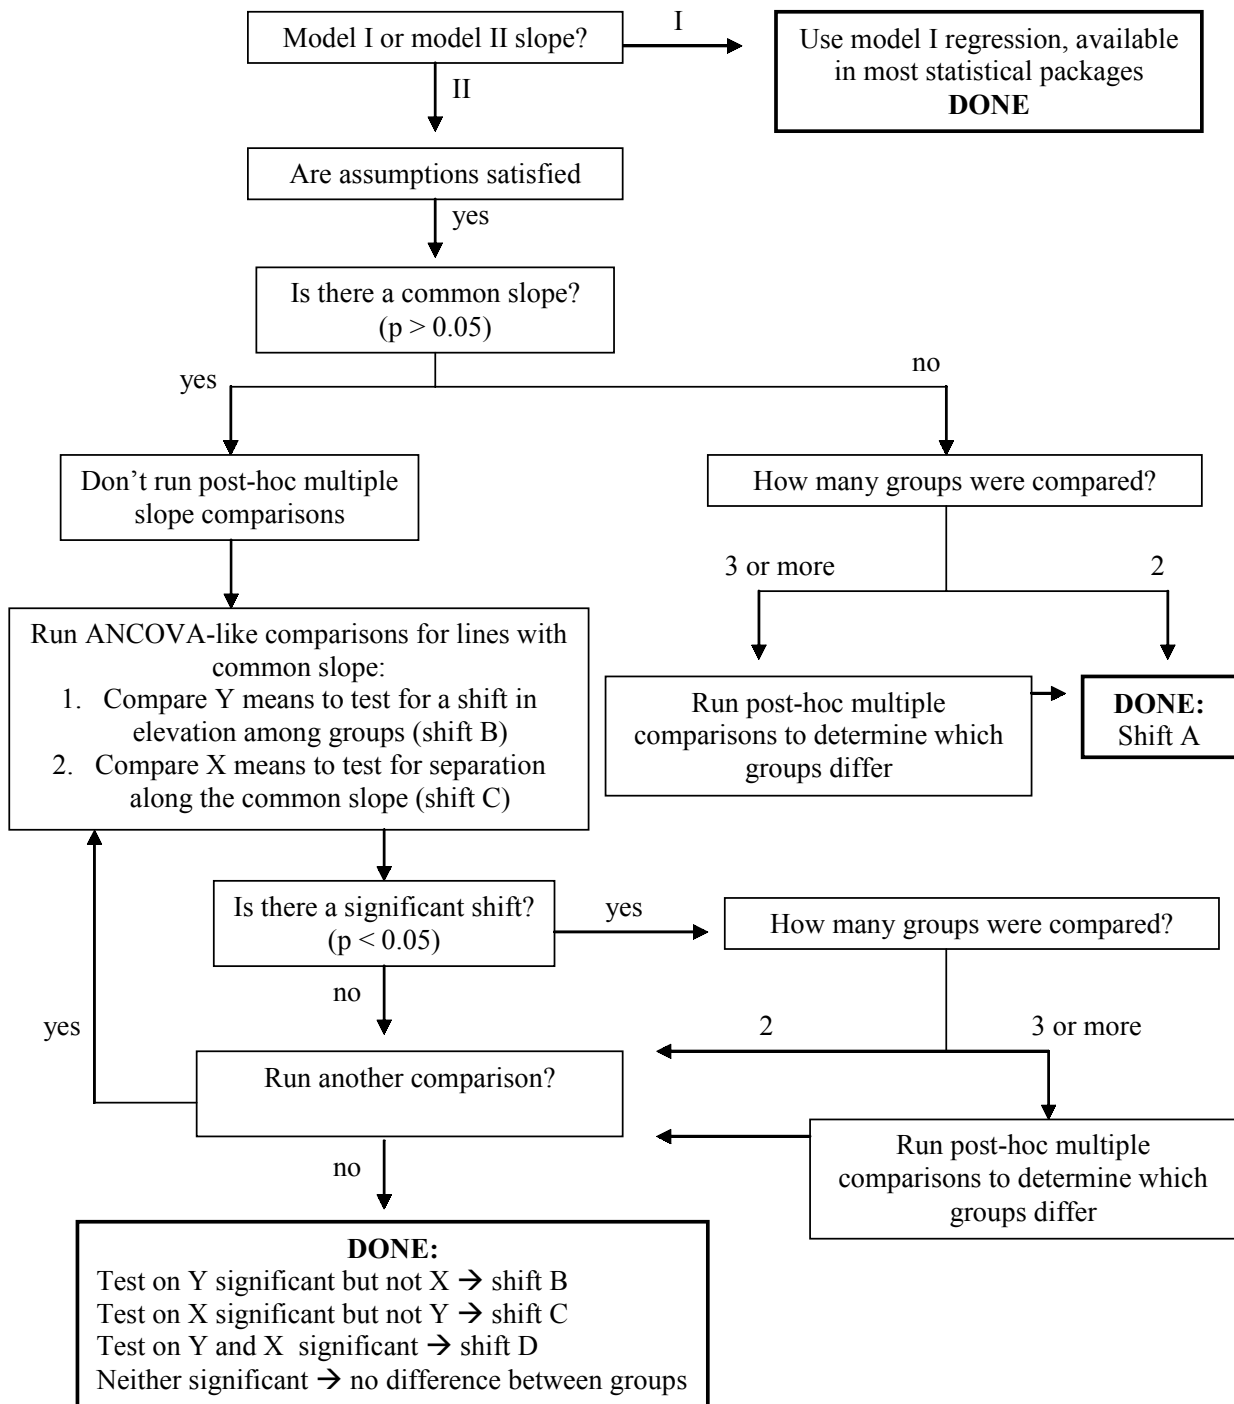 Model I or model II slope?
I
Use model I regression, available
in most statistical packages
DONE
II
Are assumptions satisfied
yes
Is there a common slope?
(p > 0.05)
yes
no
Don’t run post-hoc multiple
slope comparisons
How many groups were compared?
3 or more
2
Run ANCOVA-like comparisons for lines with
common slope:
1. Compare Y means to test for a shift in
elevation among groups (shift B)
2. Compare X means to test for separation
along the common slope (shift C)
Run post-hoc multiple
comparisons to determine which
groups differ
DONE:
Shift A
Is there a significant shift?
(p < 0.05)
yes
How many groups were compared?
no
yes
2
3 or more
Run another comparison?
Run post-hoc multiple
comparisons to determine which
groups differ
no
DONE:
Test on Y significant but not X → shift B
Test on X significant but not Y → shift C
Test on Y and X significant → shift D
Neither significant → no difference between groups